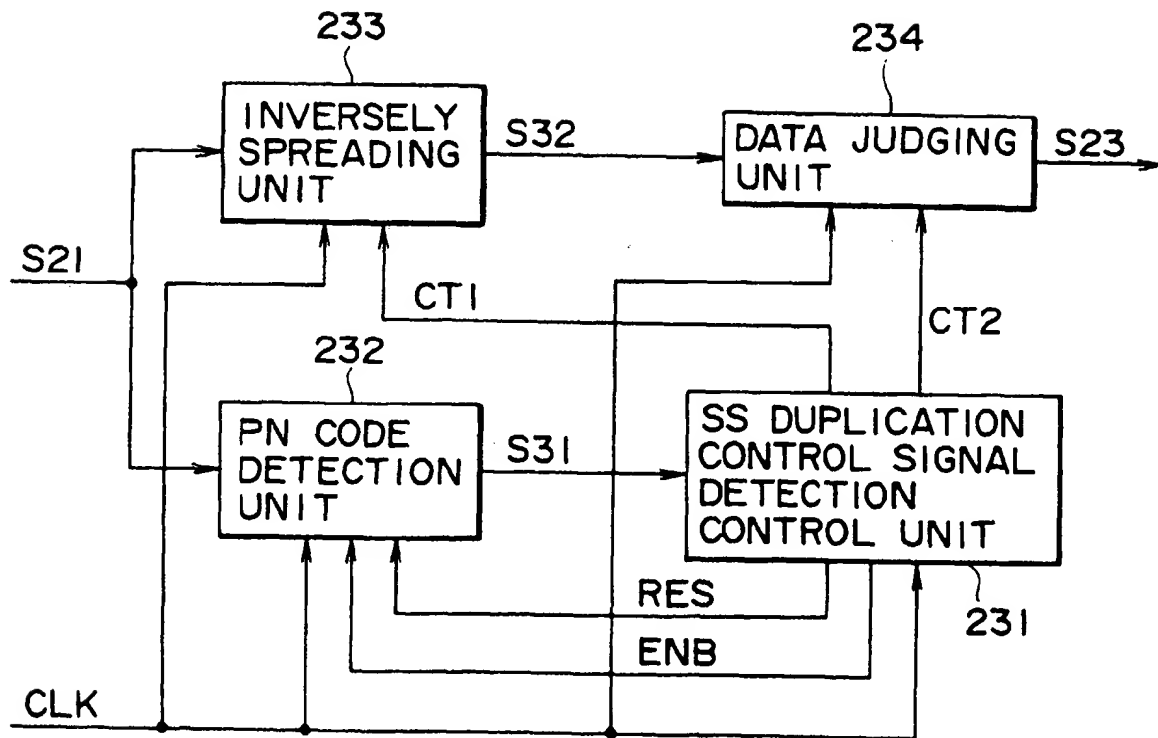 233
234
INVERSELY
SPREADING
UNIT
S32
DATA JUDGING
UNIT
S23
S21
CT1
CT2
232
PN CODE
DETECTION
UNIT
S31
SS DUPLICATION
CONTROL SIGNAL
DETECTION
CONTROL UNIT
RES
231
ENB
CLK